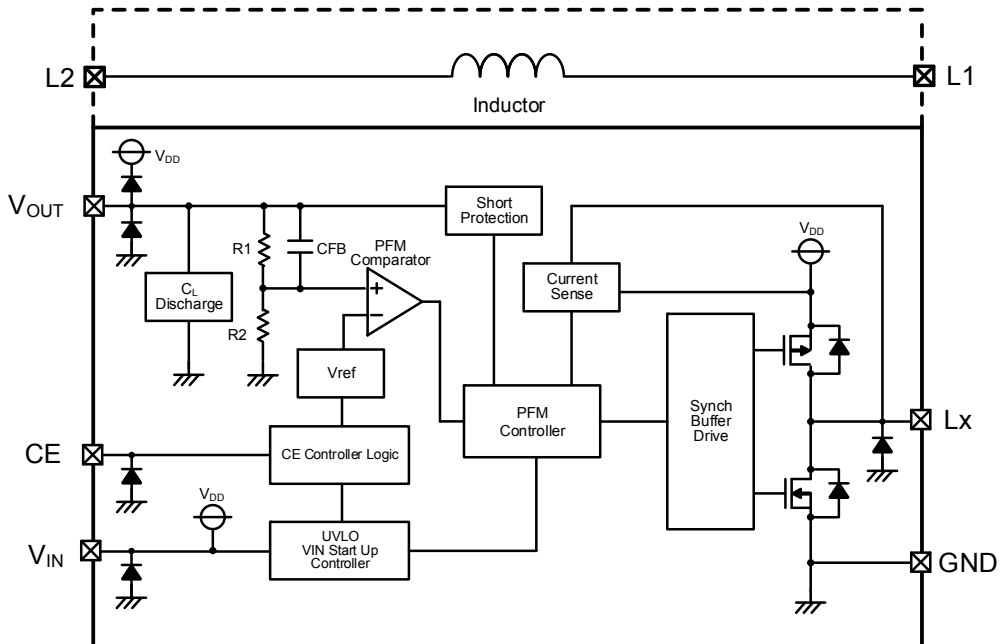 L2
L1
Inductor
VDD
VOUT
Short
Protection
R1
CFB
PFM
Comparator
VDD
CL
Discharge
+
−
Current
Sense
R2
Vref
Synch
Buffer
Drive
PFM
Controller
Lx
CE
CE Controller Logic
VDD
VIN
UVLO
VIN Start Up
Controller
GND